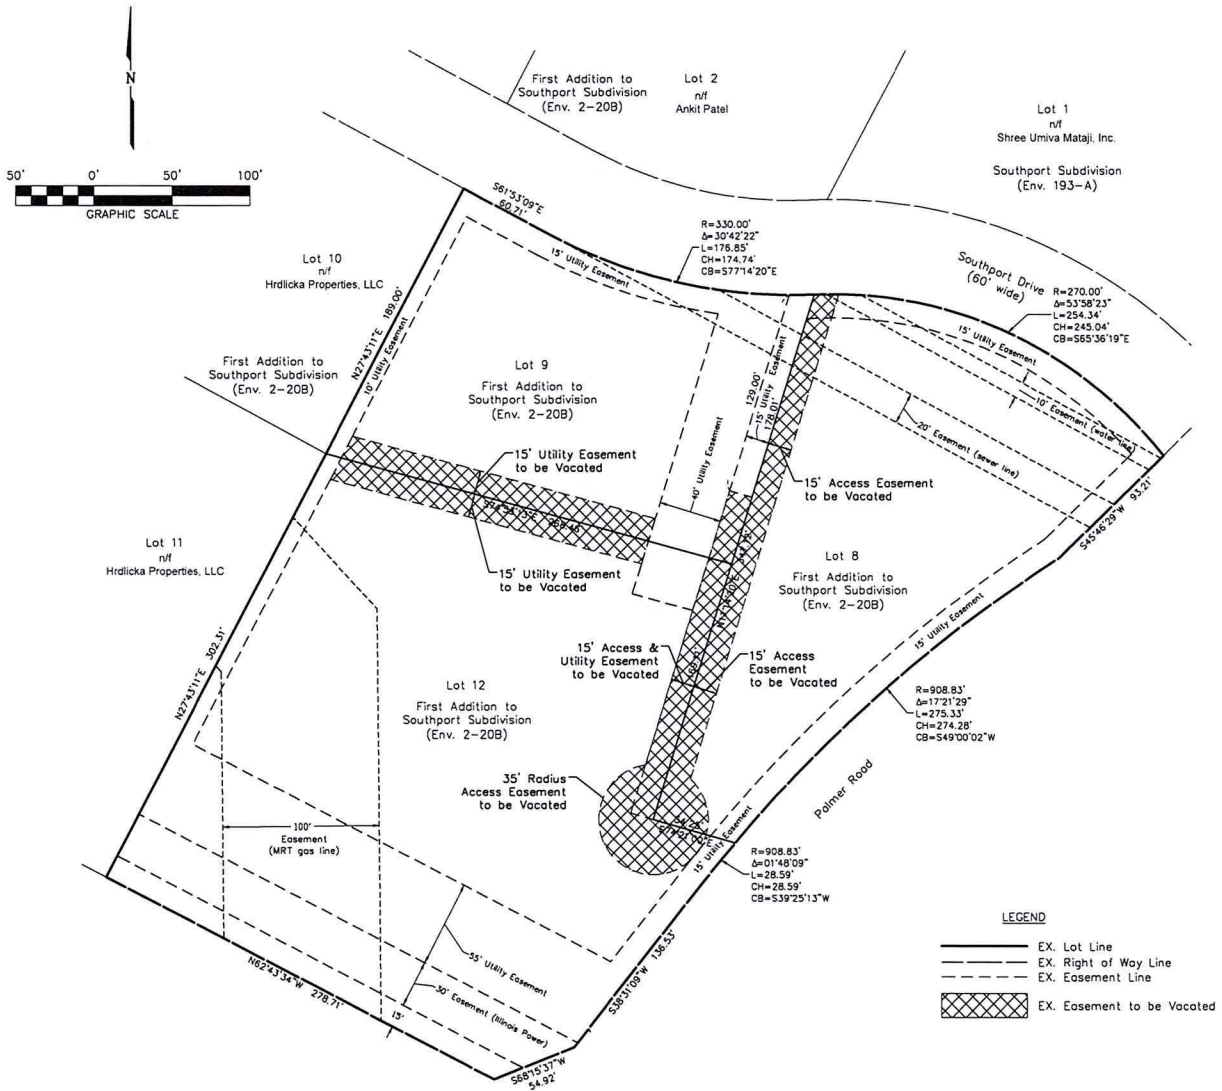 N
50'
0'
50'
100'
GRAPHIC SCALE
First Addition to
Southport Subdivision
(Env. 2-20B)
Lot 2
n/f
Ankit Patel
Lot 1
n/f
Shree Umiva Mataji, Inc.
Southport Subdivision
(Env. 193-A)
S61°53'09"E
60.71'
R=330.00'
Δ=30°42'22"
L=176.85'
CH=174.74'
CB=S77°14'20"E
Southport Drive
(60' wide)
R=270.00'
Δ=53°58'23"
L=254.34'
CH=245.04'
CB=S65°36'19"E
Lot 10
n/f
Hrdlicka Properties, LLC
15' Utility Easement
15' Utility Easement
N27°43'11"E 189.00'
10' Utility Easement
First Addition to
Southport Subdivision
(Env. 2-20B)
Lot 9
First Addition to
Southport Subdivision
(Env. 2-20B)
129.00'
15' Utility Easement
178.01'
10' Easement (water line)
20' Easement (sewer line)
40' Utility Easement
15' Utility Easement
to be Vacated
15' Access Easement
to be Vacated
S74°53'13"E 268.45'
S45°46'29"W 93.21'
Lot 11
n/f
Hrdlicka Properties, LLC
15' Utility Easement
to be Vacated
Lot 8
First Addition to
Southport Subdivision
(Env. 2-20B)
15' Utility Easement
15' Access &
Utility Easement
to be Vacated
15' Access
Easement
to be Vacated
N27°43'11"E 302.31'
Lot 12
First Addition to
Southport Subdivision
(Env. 2-20B)
R=908.83'
Δ=17°21'29"
L=275.33'
CH=274.28'
CB=S49°00'02"W
35' Radius
Access Easement
to be Vacated
Palmer Road
15' Utility Easement
100'
Easement
(MRT gas line)
R=908.83'
Δ=01°48'09"
L=28.59'
CH=28.59'
CB=S39°25'13"W
55' Utility Easement
30' Easement (Illinois Power)
15'
N62°43'34"W 278.71'
S38°31'09"W 136.53'
S68°15'37"W
54.92'
LEGEND
EX. Lot Line
EX. Right of Way Line
EX. Easement Line
EX. Easement to be Vacated